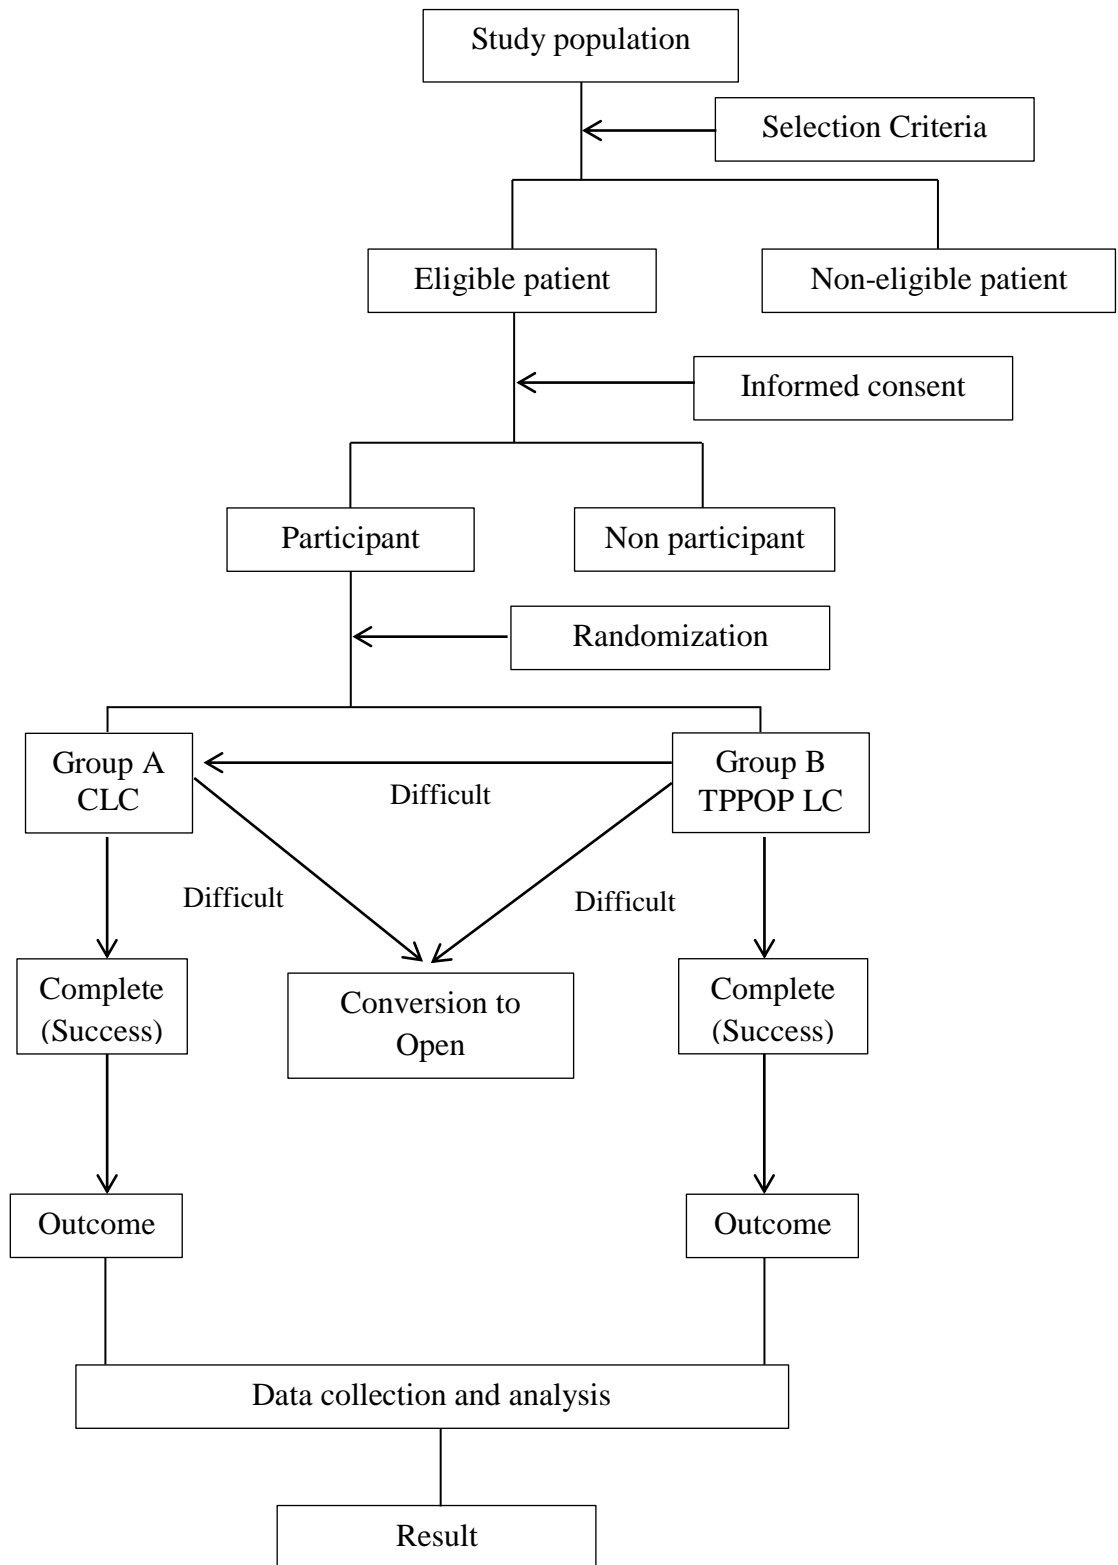 Study population
Selection Criteria
Eligible patient
Non-eligible patient
Informed consent
Participant
Non participant
Randomization
Group A
CLC
Difficult
Group B
TPPOP LC
Difficult
Difficult
Complete
(Success)
Conversion to
Open
Complete
(Success)
Outcome
Outcome
Data collection and analysis
Result